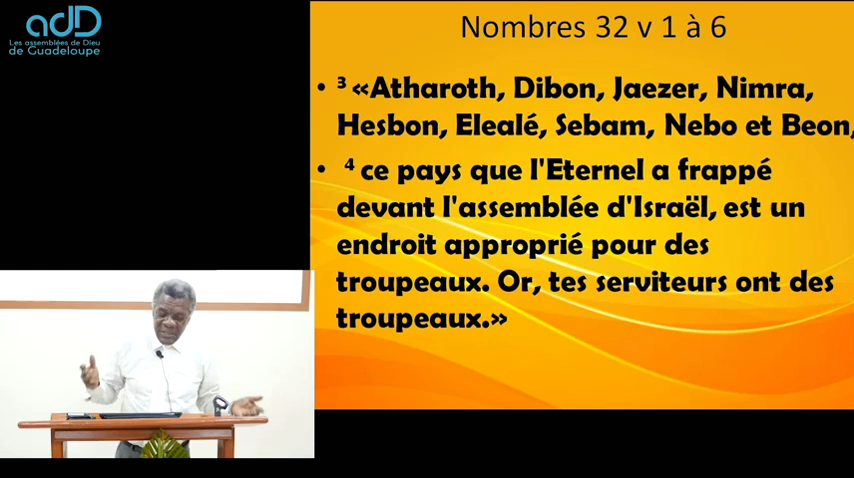 adD
Les assemblées de Dieu
de Guadeloupe
Nombres 32 v 1 à 6
• ³ «Atharoth, Dibon, Jaezer, Nimra,
Hesbon, Elealé, Sebam, Nebo et Beon,
• ⁴ ce pays que l'Eternel a frappé
devant l'assemblée d'Israël, est un
endroit approprié pour des
troupeaux. Or, tes serviteurs ont des
troupeaux.»